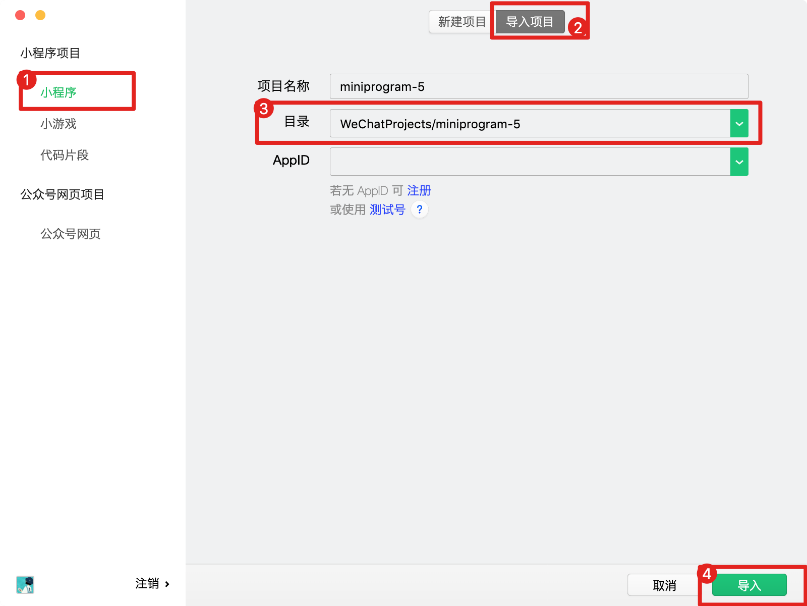 小程序项目
1
小程序
小游戏
代码片段
公众号网页项目
公众号网页
注销 ›
新建项目 导入项目 2
项目名称 miniprogram-5
3
目录 WeChatProjects/miniprogram-5
AppID
若无 AppID 可 注册
或使用 测试号 ?
取消 4 导入